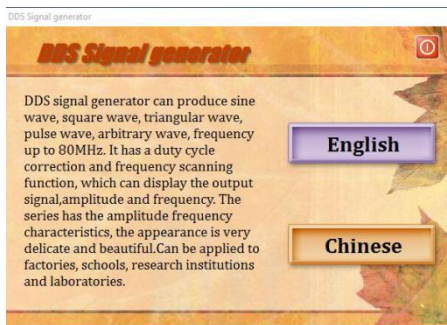 DDS Signal generator
DDS Signal generator
DDS signal generator can produce sine
wave, square wave, triangular wave,
pulse wave, arbitrary wave, frequency
up to 80MHz. It has a duty cycle
correction and frequency scanning
function, which can display the output
signal,amplitude and frequency. The
series has the amplitude frequency
characteristics, the appearance is very
delicate and beautiful.Can be applied to
factories, schools, research institutions
and laboratories.
English
Chinese